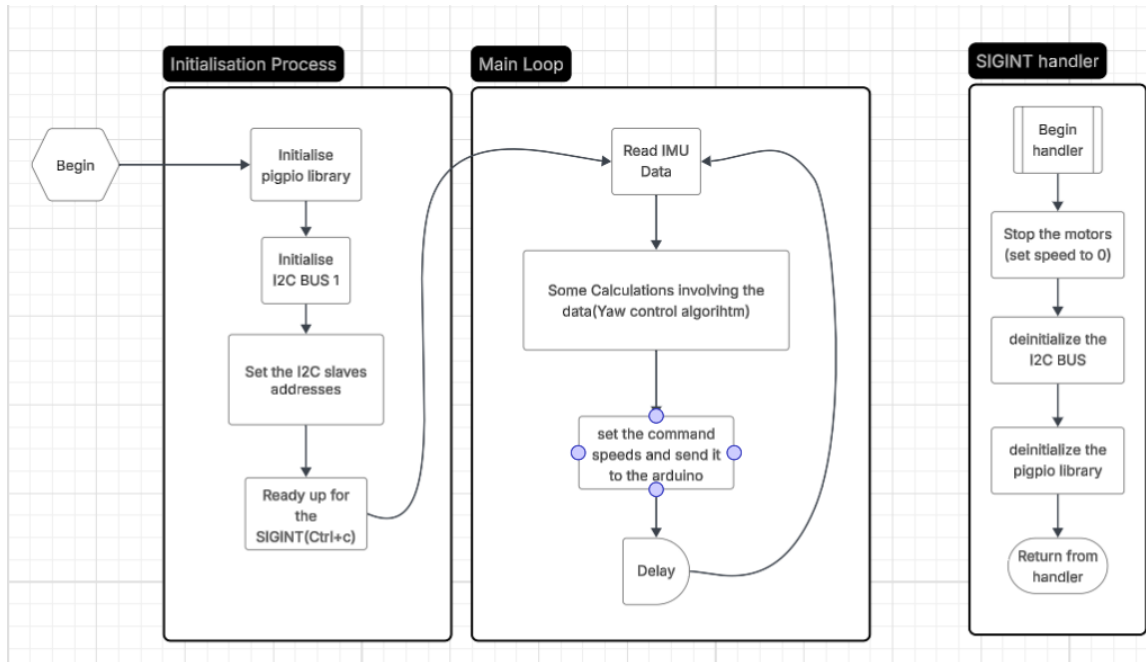 Initialisation Process
Main Loop
SIGINT handler
Begin
Initialise
pigpio library
Initialise
I2C BUS 1
Set the I2C slaves
addresses
Ready up for
the
SIGINT(Ctrl+c)
Read IMU
Data
Some Calculations involving the
data(Yaw control algorihtm)
set the command
speeds and send it
to the arduino
Delay
Begin
handler
Stop the motors
(set speed to 0)
deinitialize the
I2C BUS
deinitialize the
pigpio library
Return from
handler